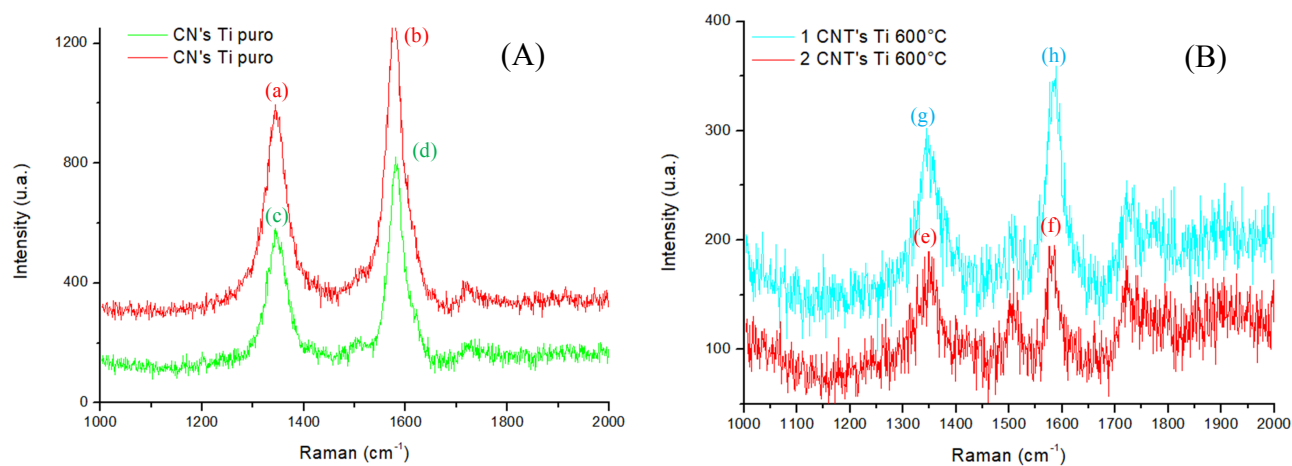 CN's Ti puro
CN's Ti puro
(A)
(a)
(b)
(c)
(d)
1200
800
400
0
1000
1200
1400
1600
1800
2000
Intensity (u.a.)
Raman (cm⁻¹)
1 CNT's Ti 600°C
2 CNT's Ti 600°C
(B)
(g)
(h)
(e)
(f)
400
300
200
100
1000
1100
1200
1300
1400
1500
1600
1700
1800
1900
2000
Intensity (u.a.)
Raman (cm⁻¹)